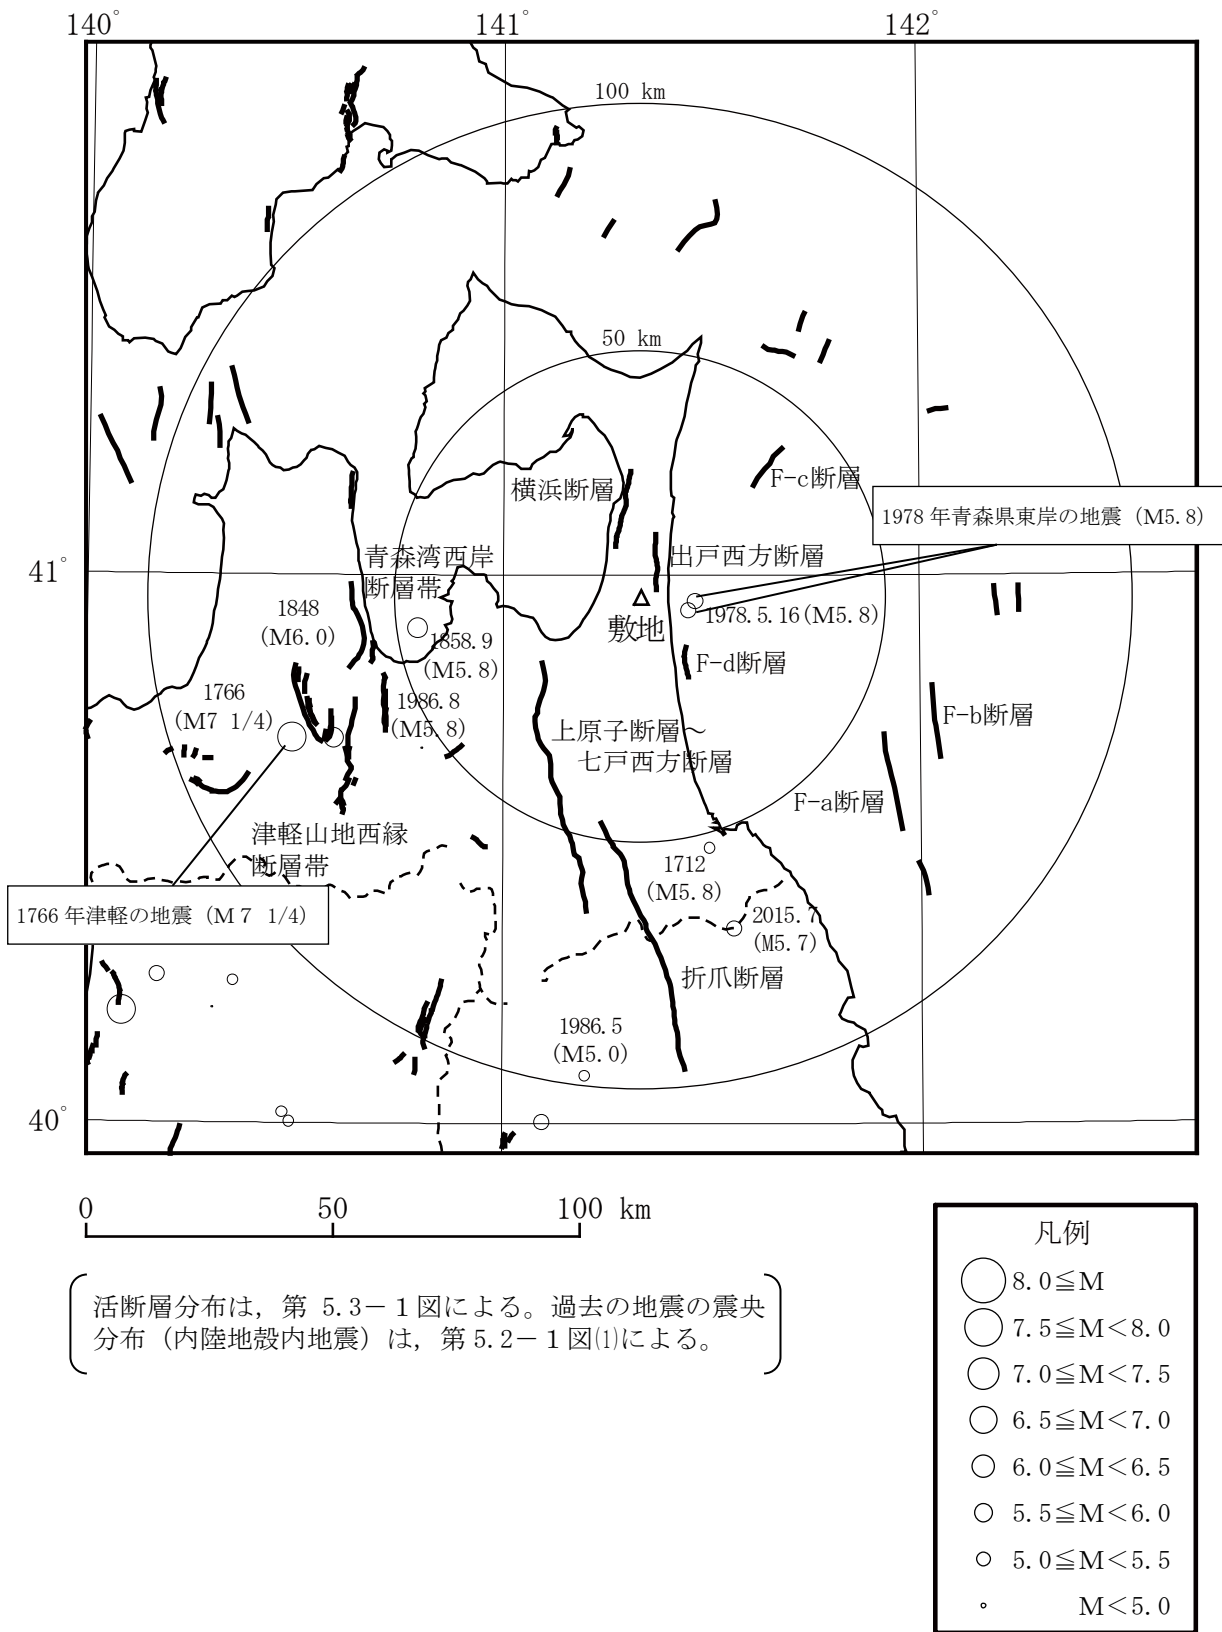 140°
141°
142°
100 km
50 km
横浜断層
F-c断層
1978 年青森県東岸の地震（M5.8）
青森湾西岸
断層帯
出戸西方断層
41°
1848
(M6.0)
1858.9
(M5.8)
1978.5.16(M5.8)
敷地
F-d断層
1766
(M7 1/4)
1986.8
(M5.8)
F-b断層
上原子断層～
七戸西方断層
F-a断層
津軽山地西縁
断層帯
1712
(M5.8)
1766 年津軽の地震（M７ 1/4）
2015.7
(M5.7)
折爪断層
1986.5
(M5.0)
40°
0
50
100 km
活断層分布は，第 5.3－１図による。過去の地震の震央
分布（内陸地殻内地震）は，第 5.2－１図⑴による。
凡例
8.0≦M
7.5≦M＜8.0
7.0≦M＜7.5
6.5≦M＜7.0
6.0≦M＜6.5
5.5≦M＜6.0
5.0≦M＜5.5
M＜5.0